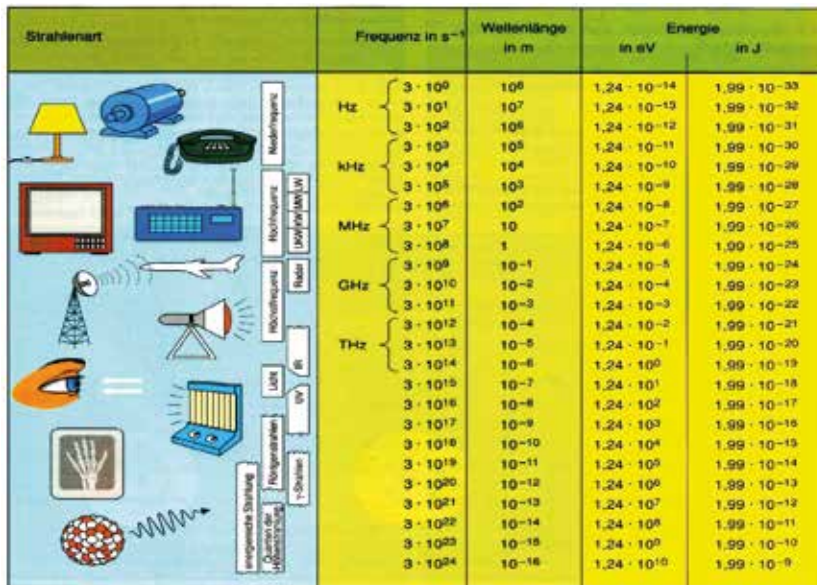 Strahlenart Frequenz in s⁻¹ Wellenlänge in m Energie
in eV in J
Hz
3 · 10⁰ 10⁸ 1,24 · 10⁻¹⁴ 1,99 · 10⁻³³
3 · 10¹ 10⁷ 1,24 · 10⁻¹³ 1,99 · 10⁻³²
3 · 10² 10⁶ 1,24 · 10⁻¹² 1,99 · 10⁻³¹
kHz
3 · 10³ 10⁵ 1,24 · 10⁻¹¹ 1,99 · 10⁻³⁰
3 · 10⁴ 10⁴ 1,24 · 10⁻¹⁰ 1,99 · 10⁻²⁹
3 · 10⁵ 10³ 1,24 · 10⁻⁹ 1,99 · 10⁻²⁸
MHz
3 · 10⁶ 10² 1,24 · 10⁻⁸ 1,99 · 10⁻²⁷
3 · 10⁷ 10 1,24 · 10⁻⁷ 1,99 · 10⁻²⁶
3 · 10⁸ 1 1,24 · 10⁻⁶ 1,99 · 10⁻²⁵
GHz
3 · 10⁹ 10⁻¹ 1,24 · 10⁻⁵ 1,99 · 10⁻²⁴
3 · 10¹⁰ 10⁻² 1,24 · 10⁻⁴ 1,99 · 10⁻²³
3 · 10¹¹ 10⁻³ 1,24 · 10⁻³ 1,99 · 10⁻²²
THz
3 · 10¹² 10⁻⁴ 1,24 · 10⁻² 1,99 · 10⁻²¹
3 · 10¹³ 10⁻⁵ 1,24 · 10⁻¹ 1,99 · 10⁻²⁰
3 · 10¹⁴ 10⁻⁶ 1,24 · 10⁰ 1,99 · 10⁻¹⁹
3 · 10¹⁵ 10⁻⁷ 1,24 · 10¹ 1,99 · 10⁻¹⁸
3 · 10¹⁶ 10⁻⁸ 1,24 · 10² 1,99 · 10⁻¹⁷
3 · 10¹⁷ 10⁻⁹ 1,24 · 10³ 1,99 · 10⁻¹⁶
3 · 10¹⁸ 10⁻¹⁰ 1,24 · 10⁴ 1,99 · 10⁻¹⁵
3 · 10¹⁹ 10⁻¹¹ 1,24 · 10⁵ 1,99 · 10⁻¹⁴
3 · 10²⁰ 10⁻¹² 1,24 · 10⁶ 1,99 · 10⁻¹³
3 · 10²¹ 10⁻¹³ 1,24 · 10⁷ 1,99 · 10⁻¹²
3 · 10²² 10⁻¹⁴ 1,24 · 10⁸ 1,99 · 10⁻¹¹
3 · 10²³ 10⁻¹⁵ 1,24 · 10⁹ 1,99 · 10⁻¹⁰
3 · 10²⁴ 10⁻¹⁶ 1,24 · 10¹⁰ 1,99 · 10⁻⁹
Niederfrequenz
Hochfrequenz
UKW KW MW LW
Höchstfrequenz
Radar
IR
Licht
UV
Röntgenstrahlen
γ-Strahlen
energiereiche Strahlung
Quanten der
Höhenstrahlung